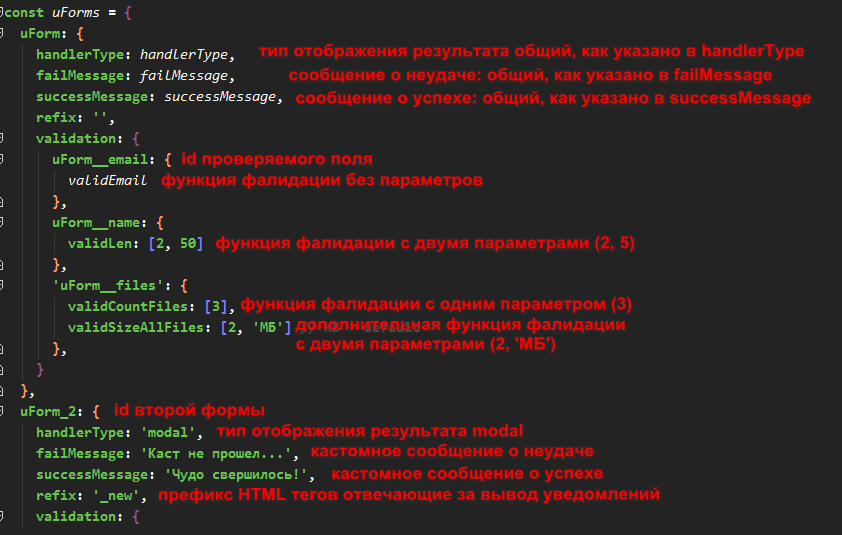 const uForms = {
uForm: {
handlerType: handlerType, тип отображения результата общий, как указано в handlerType
failMessage: failMessage, сообщение о неудаче: общий, как указано в failMessage
successMessage: successMessage, сообщение о успехе: общий, как указано в successMessage
refix: '',
validation: {
uForm__email: { id проверяемого поля
validEmail функция фалидации без параметров
},
uForm__name: {
validLen: [2, 50] функция фалидации с двумя параметрами (2, 5)
},
'uForm__files': {
validCountFiles: [3], функция фалидации с одним параметром (3)
validSizeAllFiles: [2, 'МБ'] дополнительная функция фалидации
с двумя параметрами (2, 'МБ')
},
}
},
uForm_2: { id второй формы
handlerType: 'modal', тип отображения результата modal
failMessage: 'Каст не прошел...', кастомное сообщение о неудаче
successMessage: 'Чудо свершилось!', кастомное сообщение о успехе
refix: '_new', префикс HTML тегов отвечающие за вывод уведомлений
validation: {